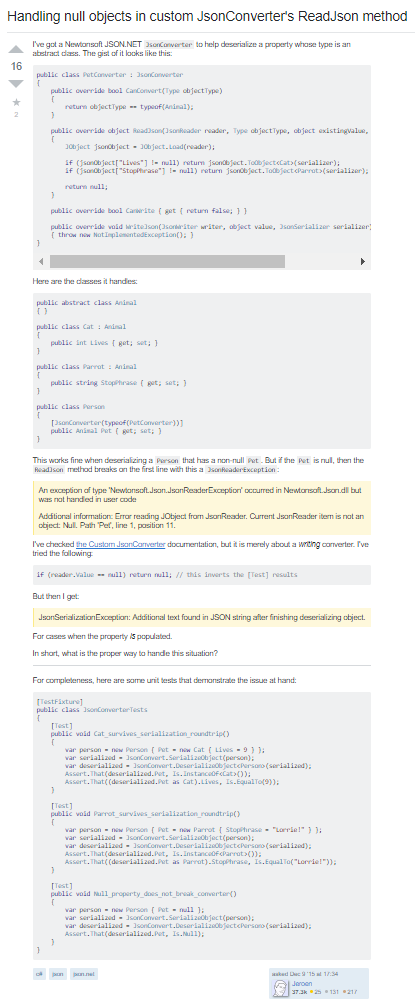 Handling null objects in custom JsonConverter's ReadJson method
I've got a Newtonsoft JSON.NET JsonConverter to help deserialize a property whose type is an
abstract class. The gist of it looks like this:
16
2
public class PetConverter : JsonConverter
{
public override bool CanConvert(Type objectType)
{
return objectType == typeof(Animal);
}
public override object ReadJson(JsonReader reader, Type objectType, object existingValue,
{
JObject jsonObject = JObject.Load(reader);
if (jsonObject["Lives"] != null) return jsonObject.ToObject<Cat>(serializer);
if (jsonObject["StopPhrase"] != null) return jsonObject.ToObject<Parrot>(serializer);
return null;
}
public override bool CanWrite { get { return false; } }
public override void WriteJson(JsonWriter writer, object value, JsonSerializer serializer)
{ throw new NotImplementedException(); }
}
Here are the classes it handles:
public abstract class Animal
{ }
public class Cat : Animal
{
public int Lives { get; set; }
}
public class Parrot : Animal
{
public string StopPhrase { get; set; }
}
public class Person
{
[JsonConverter(typeof(PetConverter))]
public Animal Pet { get; set; }
}
This works fine when deserializing a Person that has a non-null Pet. But if the Pet is null, then the
ReadJson method breaks on the first line with this a JsonReaderException:
An exception of type 'Newtonsoft.Json.JsonReaderException' occurred in Newtonsoft.Json.dll but
was not handled in user code
Additional information: Error reading JObject from JsonReader. Current JsonReader item is not an
object: Null. Path 'Pet', line 1, position 11.
I've checked the Custom JsonConverter documentation, but it is merely about a writing converter. I've
tried the following:
if (reader.Value == null) return null; // this inverts the [Test] results
But then I get:
JsonSerializationException: Additional text found in JSON string after finishing deserializing object.
For cases when the property is populated.
In short, what is the proper way to handle this situation?
For completeness, here are some unit tests that demonstrate the issue at hand:
[TestFixture]
public class JsonConverterTests
{
[Test]
public void Cat_survives_serialization_roundtrip()
{
var person = new Person { Pet = new Cat { Lives = 9 } };
var serialized = JsonConvert.SerializeObject(person);
var deserialized = JsonConvert.DeserializeObject<Person>(serialized);
Assert.That(deserialized.Pet, Is.InstanceOf<Cat>());
Assert.That((deserialized.Pet as Cat).Lives, Is.EqualTo(9));
}
[Test]
public void Parrot_survives_serialization_roundtrip()
{
var person = new Person { Pet = new Parrot { StopPhrase = "Lorrie!" } };
var serialized = JsonConvert.SerializeObject(person);
var deserialized = JsonConvert.DeserializeObject<Person>(serialized);
Assert.That(deserialized.Pet, Is.InstanceOf<Parrot>());
Assert.That((deserialized.Pet as Parrot).StopPhrase, Is.EqualTo("Lorrie!"));
}
[Test]
public void Null_property_does_not_break_converter()
{
var person = new Person { Pet = null };
var serialized = JsonConvert.SerializeObject(person);
var deserialized = JsonConvert.DeserializeObject<Person>(serialized);
Assert.That(deserialized.Pet, Is.Null);
}
}
c# json json.net
asked Dec 9 '15 at 17:34
Jeroen
37.3k 25 131 217